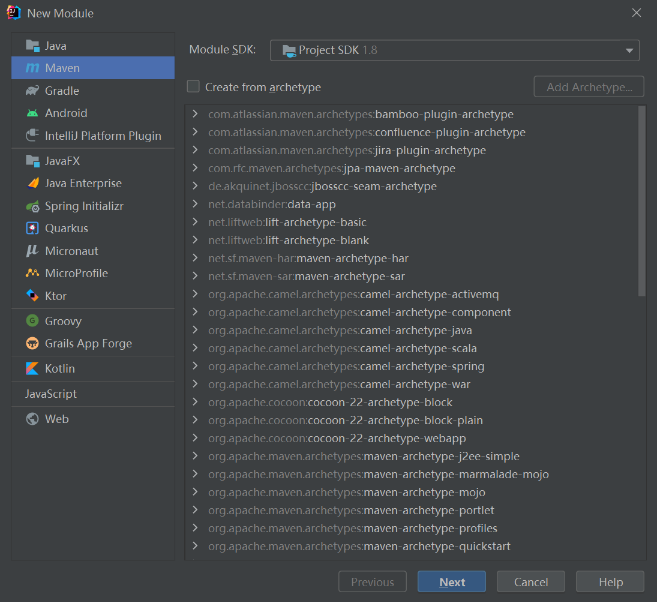 New Module
Java
Maven
Gradle
Android
IntelliJ Platform Plugin
JavaFX
Java Enterprise
Spring Initializr
Quarkus
Micronaut
MicroProfile
Ktor
Groovy
Grails App Forge
Kotlin
JavaScript
Web
Module SDK: Project SDK 1.8
Create from archetype Add Archetype...
com.atlassian.maven.archetypes:bamboo-plugin-archetype
com.atlassian.maven.archetypes:confluence-plugin-archetype
com.atlassian.maven.archetypes:jira-plugin-archetype
com.rfc.maven.archetypes:jpa-maven-archetype
de.akquinet.jbosscc:jbosscc-seam-archetype
net.databinder:data-app
net.liftweb:lift-archetype-basic
net.liftweb:lift-archetype-blank
net.sf.maven-har:maven-archetype-har
net.sf.maven-sar:maven-archetype-sar
org.apache.camel.archetypes:camel-archetype-activemq
org.apache.camel.archetypes:camel-archetype-component
org.apache.camel.archetypes:camel-archetype-java
org.apache.camel.archetypes:camel-archetype-scala
org.apache.camel.archetypes:camel-archetype-spring
org.apache.camel.archetypes:camel-archetype-war
org.apache.cocoon:cocoon-22-archetype-block
org.apache.cocoon:cocoon-22-archetype-block-plain
org.apache.cocoon:cocoon-22-archetype-webapp
org.apache.maven.archetypes:maven-archetype-j2ee-simple
org.apache.maven.archetypes:maven-archetype-marmalade-mojo
org.apache.maven.archetypes:maven-archetype-mojo
org.apache.maven.archetypes:maven-archetype-portlet
org.apache.maven.archetypes:maven-archetype-profiles
org.apache.maven.archetypes:maven-archetype-quickstart
Previous Next Cancel Help